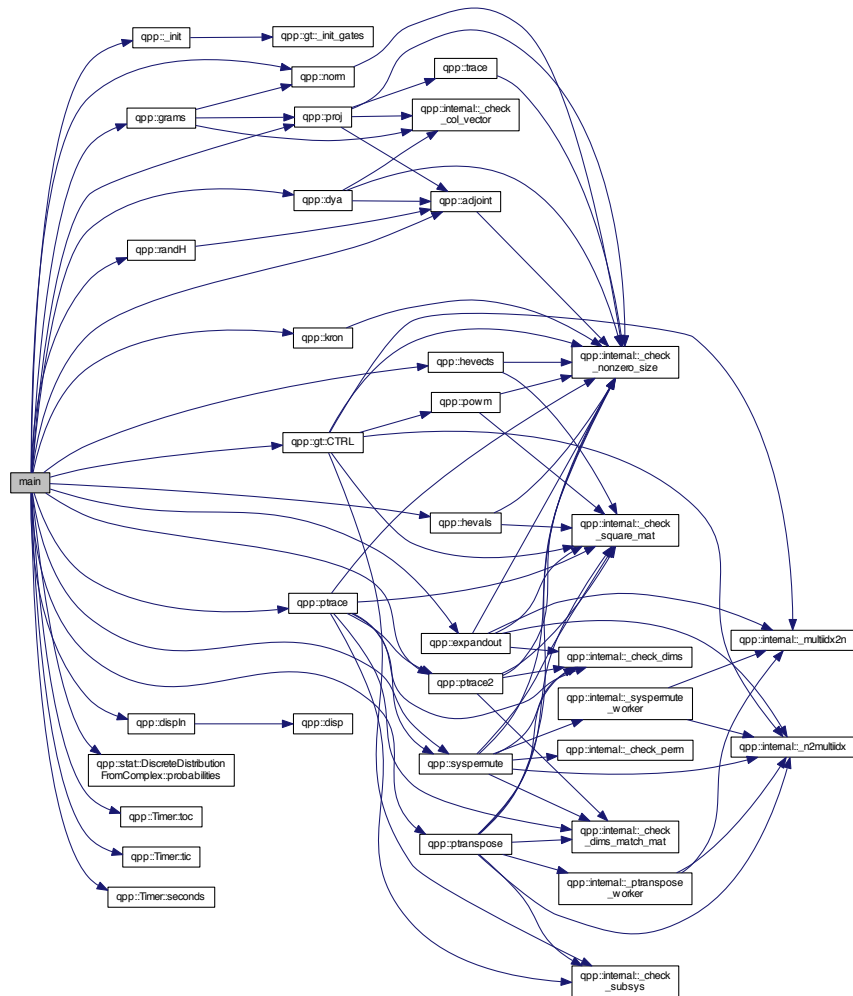 qpp::_init
qpp::gt::_init_gates
qpp::trace
qpp::norm
qpp::internal::_check
_col_vector
qpp::grams
qpp::proj
qpp::dya
qpp::adjoint
qpp::randH
qpp::kron
qpp::internal::_check
_nonzero_size
qpp::hevects
qpp::powm
qpp::gt::CTRL
main
qpp::hevals
qpp::internal::_check
_square_mat
qpp::ptrace
qpp::expandout
qpp::internal::_multiidx2n
qpp::internal::_check_dims
qpp::ptrace2
qpp::internal::_syspermute
_worker
qpp::displn
qpp::disp
qpp::internal::_check_perm
qpp::internal::_n2multiidx
qpp::syspermute
qpp::stat::DiscreteDistribution
FromComplex::probabilities
qpp::Timer::toc
qpp::internal::_check
_dims_match_mat
qpp::ptranspose
qpp::Timer::tic
qpp::internal::_ptranspose
_worker
qpp::Timer::seconds
qpp::internal::_check
_subsys